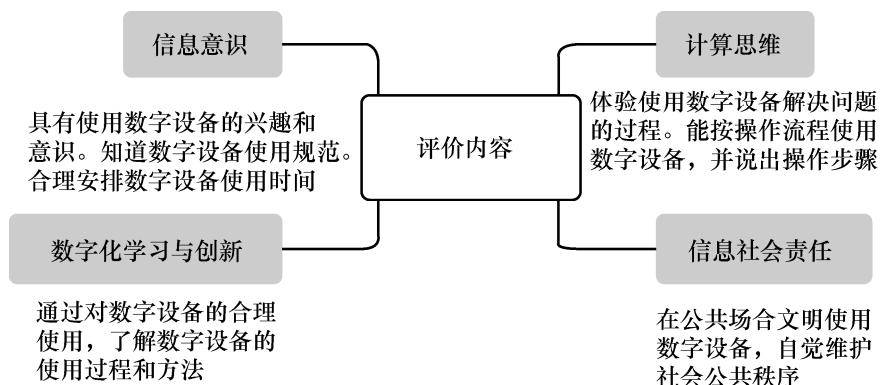 信息意识
具有使用数字设备的兴趣和
意识。知道数字设备使用规范。
合理安排数字设备使用时间
计算思维
体验使用数字设备解决问题
的过程。能按操作流程使用
数字设备，并说出操作步骤
评价内容
数字化学习与创新
通过对数字设备的合理
使用，了解数字设备的
使用过程和方法
信息社会责任
在公共场合文明使用
数字设备，自觉维护
社会公共秩序